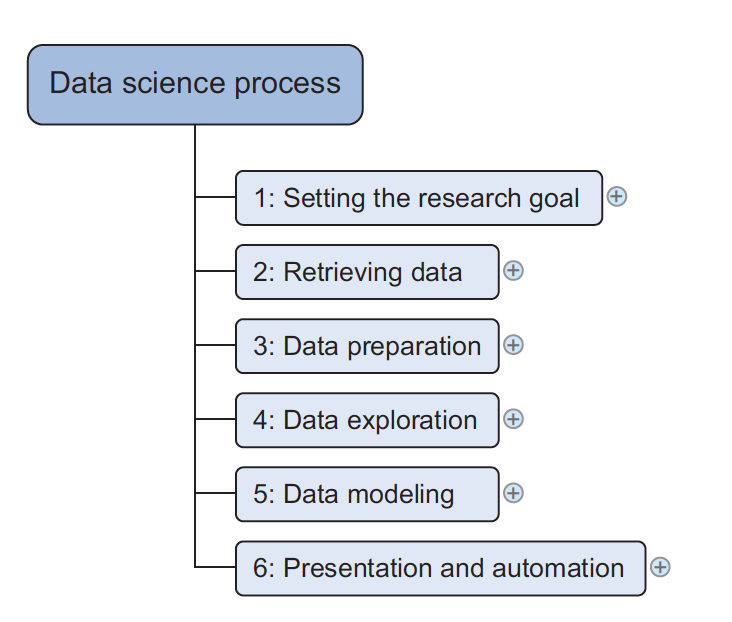 Data science process
1: Setting the research goal
2: Retrieving data
3: Data preparation
4: Data exploration
5: Data modeling
6: Presentation and automation